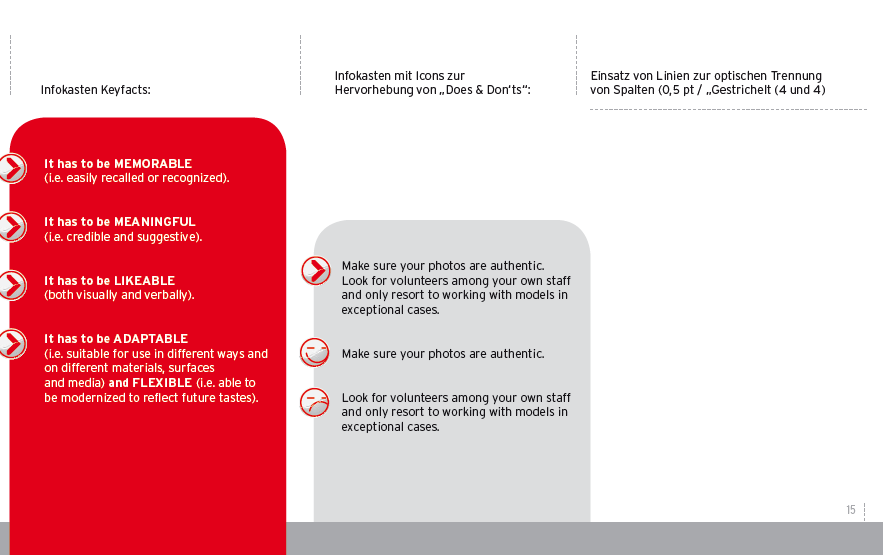 Infokasten Keyfacts:
Infokasten mit Icons zur
Hervorhebung von „Does & Don'ts“:
Einsatz von Linien zur optischen Trennung
von Spalten (0,5 pt / „Gestrichelt (4 und 4)
It has to be MEMORABLE
(i.e. easily recalled or recognized).
It has to be MEANINGFUL
(i.e. credible and suggestive).
It has to be LIKEABLE
(both visually and verbally).
It has to be ADAPTABLE
(i.e. suitable for use in different ways and
on different materials, surfaces
and media) and FLEXIBLE (i.e. able to
be modernized to reflect future tastes).
Make sure your photos are authentic.
Look for volunteers among your own staff
and only resort to working with models in
exceptional cases.
Make sure your photos are authentic.
Look for volunteers among your own staff
and only resort to working with models in
exceptional cases.
15